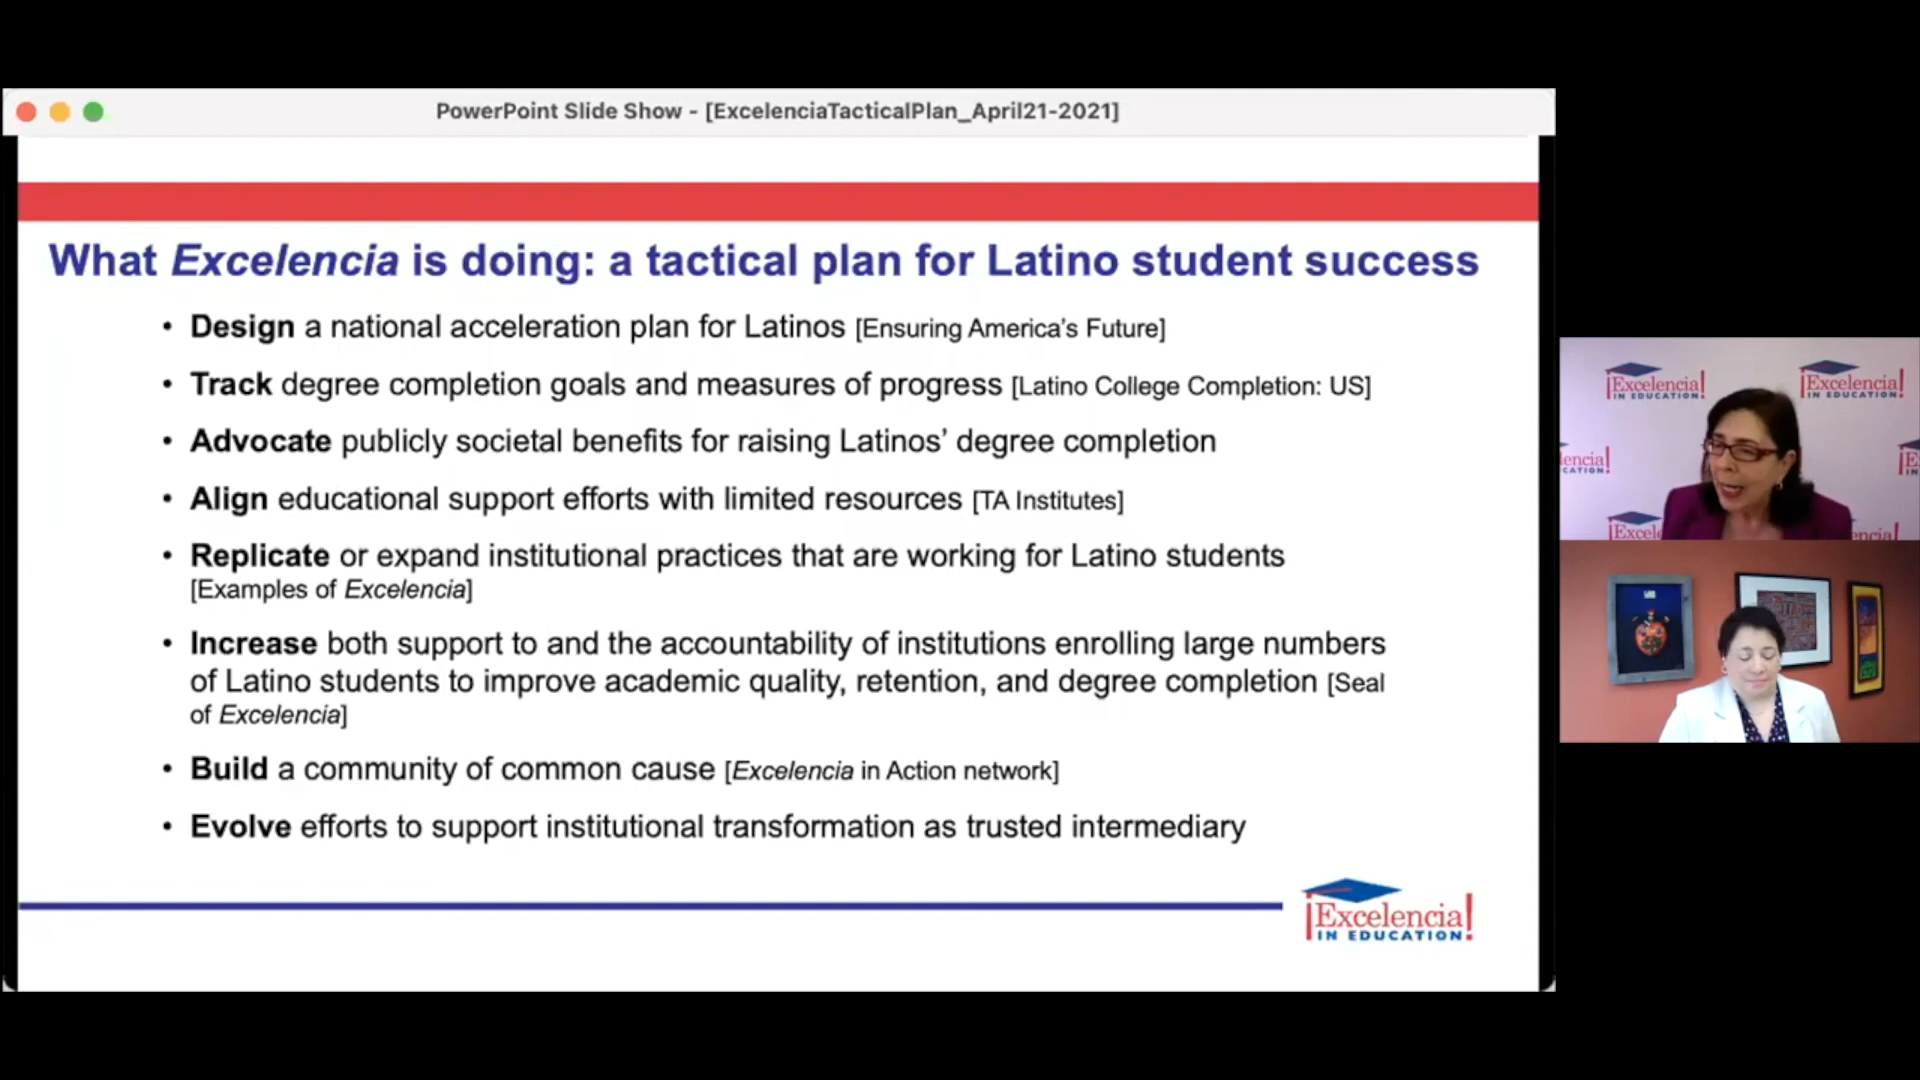 PowerPoint Slide Show - [ExcelenciaTacticalPlan_April21-2021]
What Excelencia is doing: a tactical plan for Latino student success
• Design a national acceleration plan for Latinos [Ensuring America's Future]
• Track degree completion goals and measures of progress [Latino College Completion: US]
• Advocate publicly societal benefits for raising Latinos' degree completion
• Align educational support efforts with limited resources [TA Institutes]
• Replicate or expand institutional practices that are working for Latino students
[Examples of Excelencia]
• Increase both support to and the accountability of institutions enrolling large numbers
of Latino students to improve academic quality, retention, and degree completion [Seal
of Excelencia]
• Build a community of common cause [Excelencia in Action network]
• Evolve efforts to support institutional transformation as trusted intermediary
¡Excelencia!
IN EDUCATION
¡Excelencia!
IN EDUCATION
¡Excelencia!
IN EDUCATION